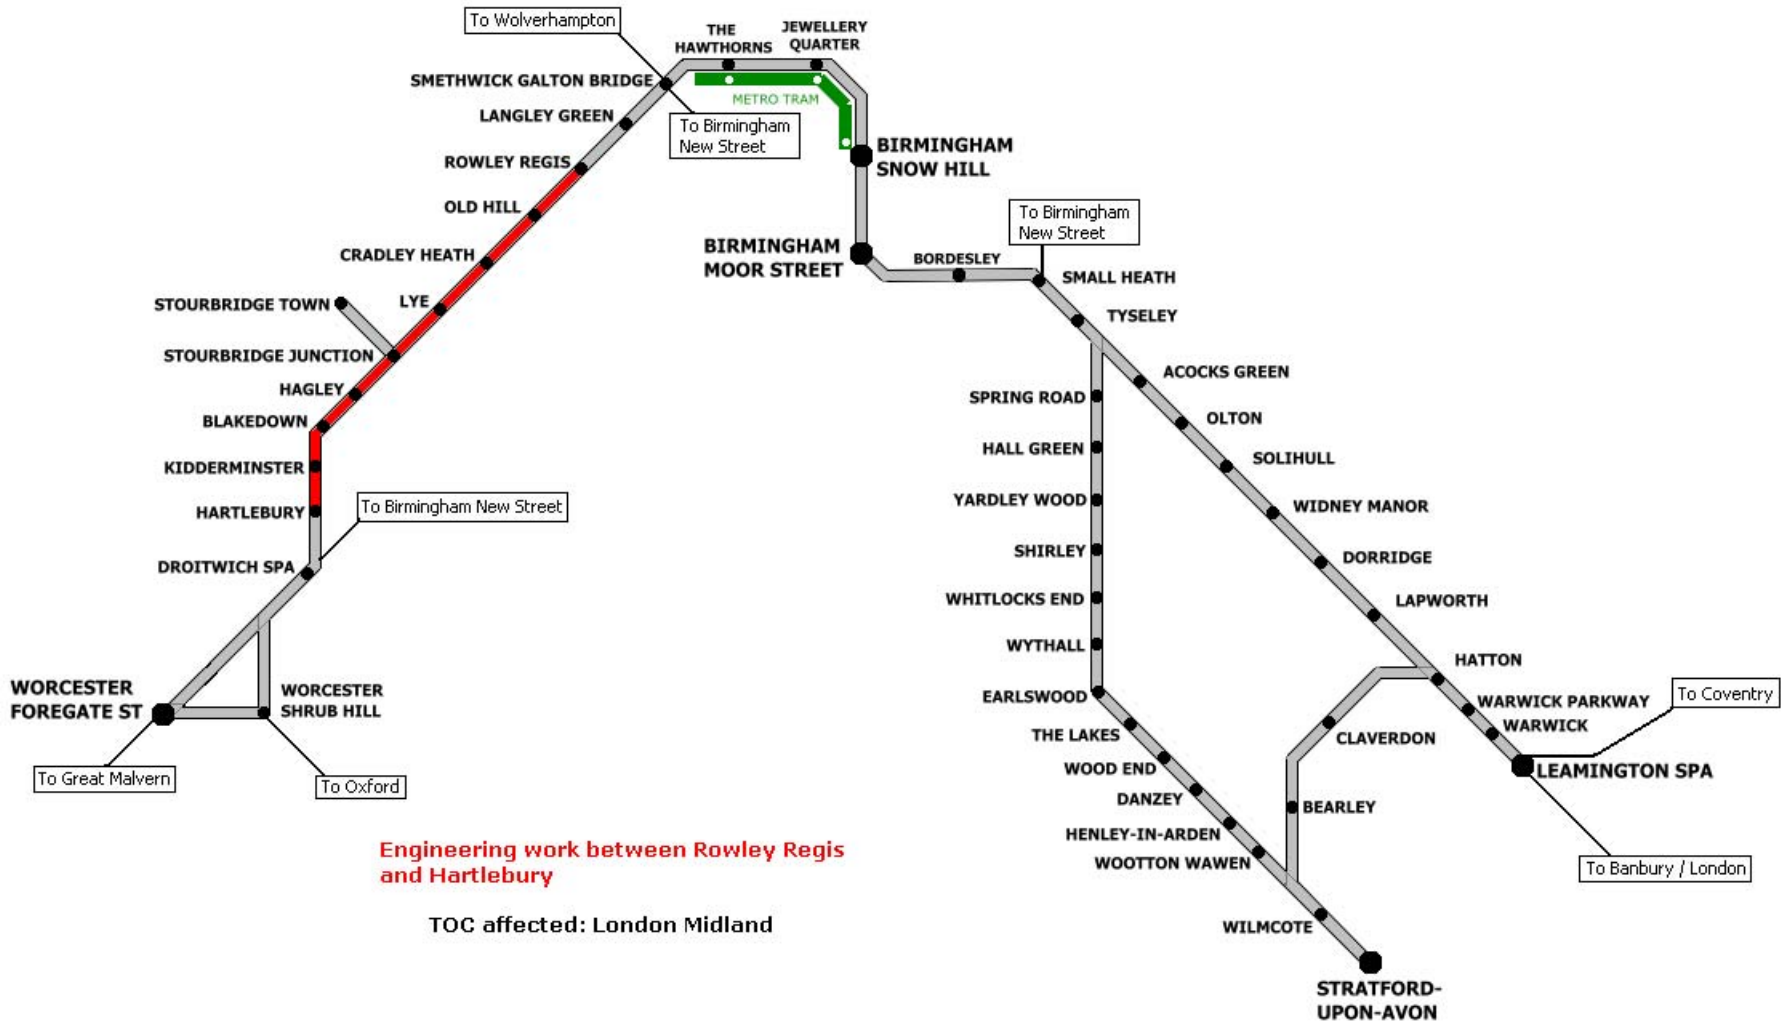 To Wolverhampton
THE
HAWTHORNS
JEWELLERY
QUARTER
SMETHWICK GALTON BRIDGE
METRO TRAM
LANGLEY GREEN
To Birmingham
New Street
BIRMINGHAM
SNOW HILL
ROWLEY REGIS
OLD HILL
To Birmingham
New Street
CRADLEY HEATH
BIRMINGHAM
MOOR STREET
BORDESLEY
SMALL HEATH
STOURBRIDGE TOWN
LYE
TYSELEY
STOURBRIDGE JUNCTION
ACOCKS GREEN
HAGLEY
SPRING ROAD
OLTON
BLAKEDOWN
HALL GREEN
SOLIHULL
KIDDERMINSTER
YARDLEY WOOD
WIDNEY MANOR
HARTLEBURY
To Birmingham New Street
SHIRLEY
DORRIDGE
DROITWICH SPA
WHITLOCKS END
LAPWORTH
WYTHALL
HATTON
WORCESTER
FOREGATE ST
WORCESTER
SHRUB HILL
EARLSWOOD
WARWICK PARKWAY
To Coventry
WARWICK
THE LAKES
CLAVERDON
WOOD END
LEAMINGTON SPA
To Great Malvern
To Oxford
DANZEY
BEARLEY
HENLEY-IN-ARDEN
WOOTTON WAWEN
To Banbury / London
Engineering work between Rowley Regis
and Hartlebury
TOC affected: London Midland
WILMCOTE
STRATFORD-
UPON-AVON